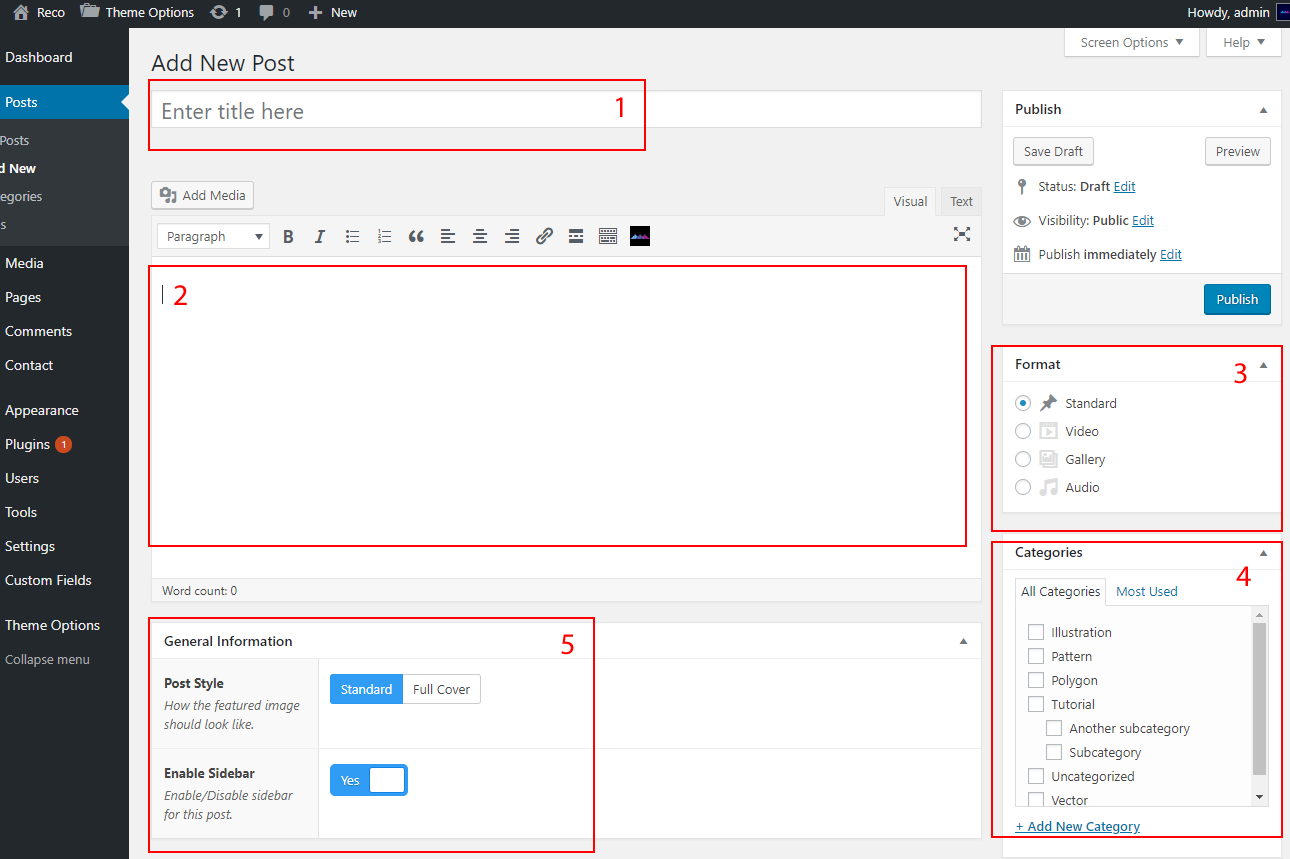 Reco Theme Options 1 0 New Howdy, admin
Dashboard
Posts
Posts
d New
egories
s
Media
Pages
Comments
Contact
Appearance
Plugins 1
Users
Tools
Settings
Custom Fields
Theme Options
Collapse menu
Screen Options Help
Add New Post
Enter title here 1
Add Media
Visual Text
Paragraph B I
2
Word count: 0
General Information 5
Post Style
How the featured image
should look like.
Standard Full Cover
Enable Sidebar
Enable/Disable sidebar
for this post.
Yes
Publish
Save Draft Preview
Status: Draft Edit
Visibility: Public Edit
Publish immediately Edit
Publish
Format 3
Standard
Video
Gallery
Audio
Categories
4
All Categories Most Used
Illustration
Pattern
Polygon
Tutorial
Another subcategory
Subcategory
Uncategorized
Vector
+ Add New Category